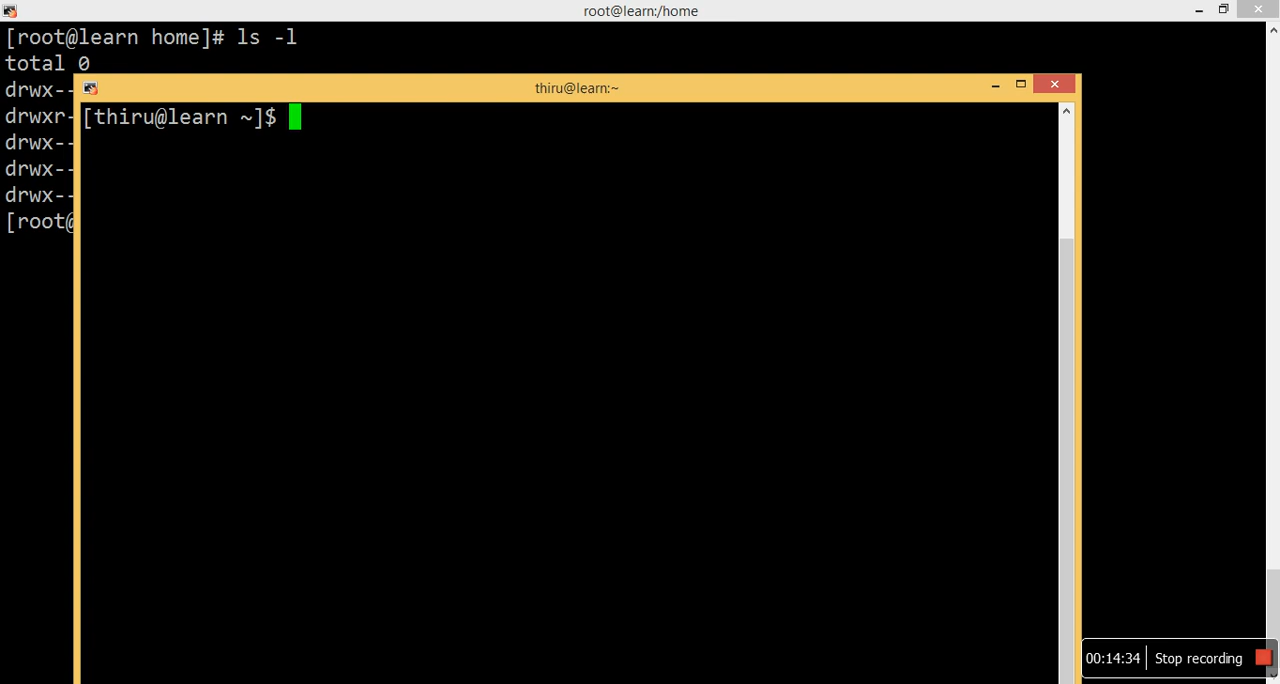 root@learn:/home
[root@learn home]# ls -l
total 0
drwx--
drwxr-
drwx--
drwx--
drwx--
[root@
thiru@learn:~
[thiru@learn ~]$
00:14:34 Stop recording